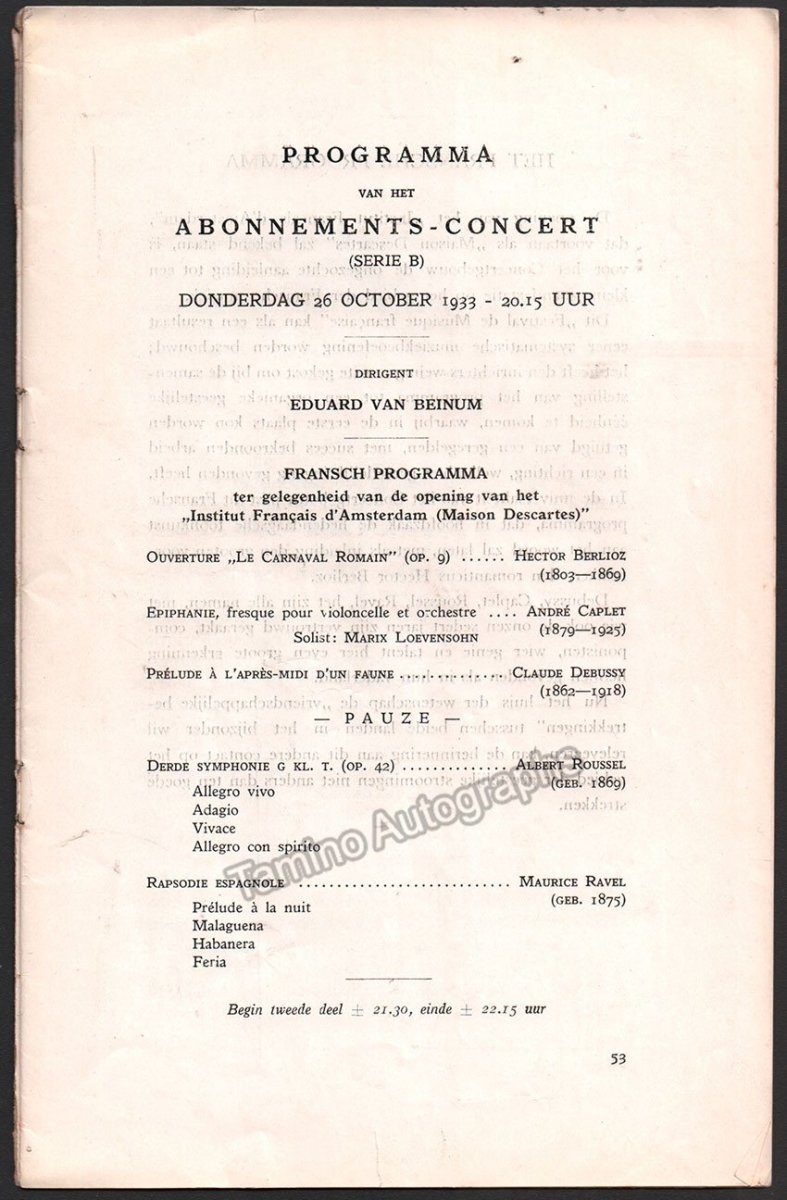 PROGRAMMA
VAN HET
ABONNEMENTS-CONCERT
(SERIE B)
DONDERDAG 26 OCTOBER 1933 - 20.15 UUR
DIRIGENT
EDUARD VAN BEINUM
FRANSCH PROGRAMMA
ter gelegenheid van de opening van het
„Institut Français d'Amsterdam (Maison Descartes)"
OUVERTURE „LE CARNAVAL ROMAIN" (OP. 9) ...... HECTOR BERLIOZ
(1803—1869)
EPIPHANIE, fresque pour violoncelle et orchestre .... ANDRÉ CAPLET
Solist: MARIX LOEVENSOHN (1879—1925)
PRÉLUDE À L'APRÈS-MIDI D'UN FAUNE .............. CLAUDE DEBUSSY
(1862—1918)
— PAUZE —
DERDE SYMPHONIE G KL. T. (OP. 42) .............. ALBERT ROUSSEL
(GEB. 1869)
Allegro vivo
Adagio
Vivace
Allegro con spirito
RAPSODIE ESPAGNOLE ........................... MAURICE RAVEL
(GEB. 1875)
Prélude à la nuit
Malaguena
Habanera
Feria
Begin tweede deel ± 21.30, einde ± 22.15 uur
53
Tamino Autographs